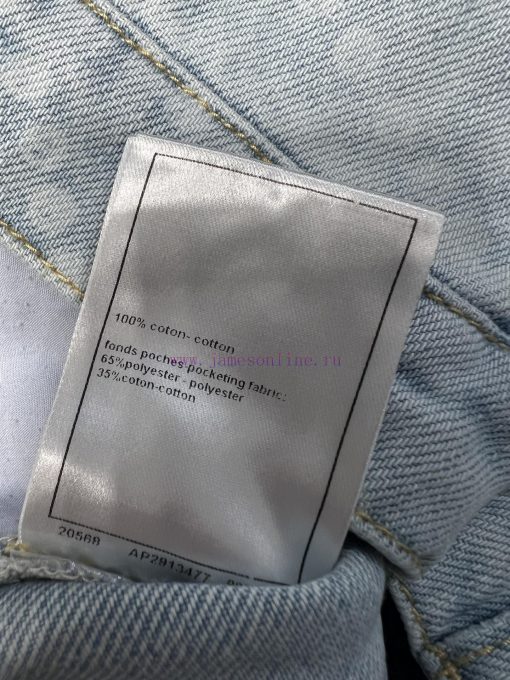 100% coton- cotton
fonds poches pocketing fabric:
www.jamesonline.ru
65%polyester - polyester
35%coton-cotton
20568 AP2913477